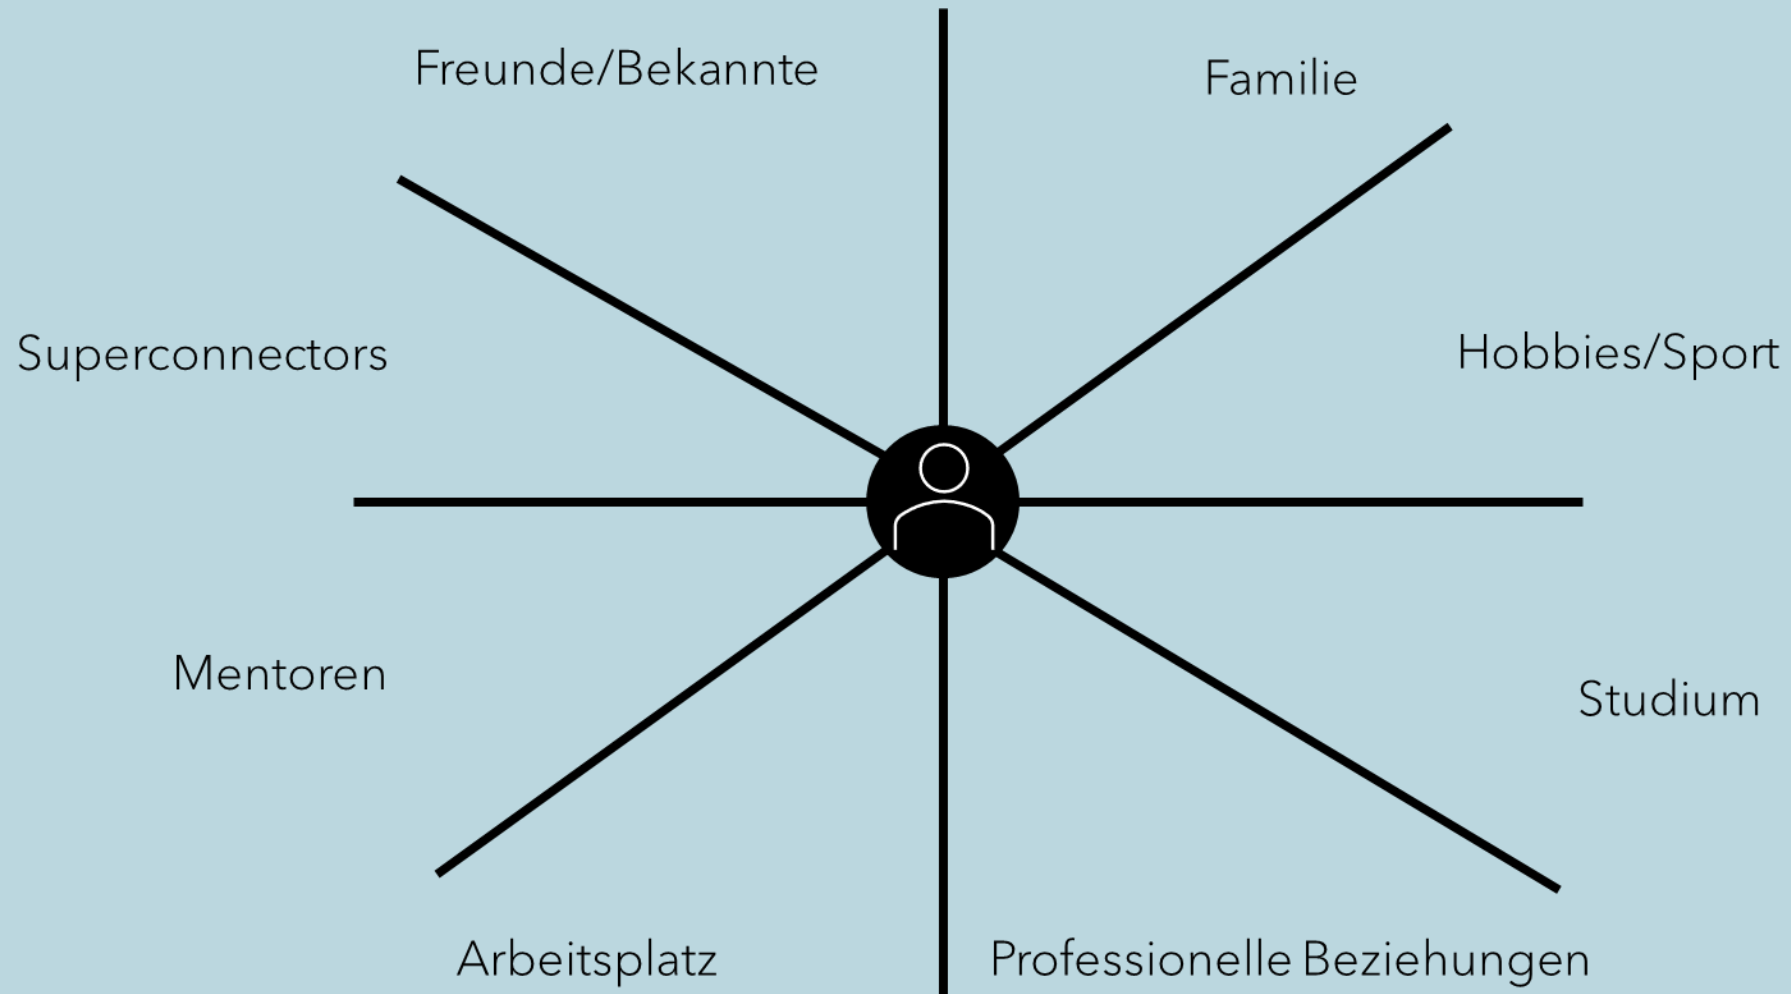 Freunde/Bekannte
Familie
Superconnectors
Hobbies/Sport
Mentoren
Studium
Arbeitsplatz
Professionelle Beziehungen